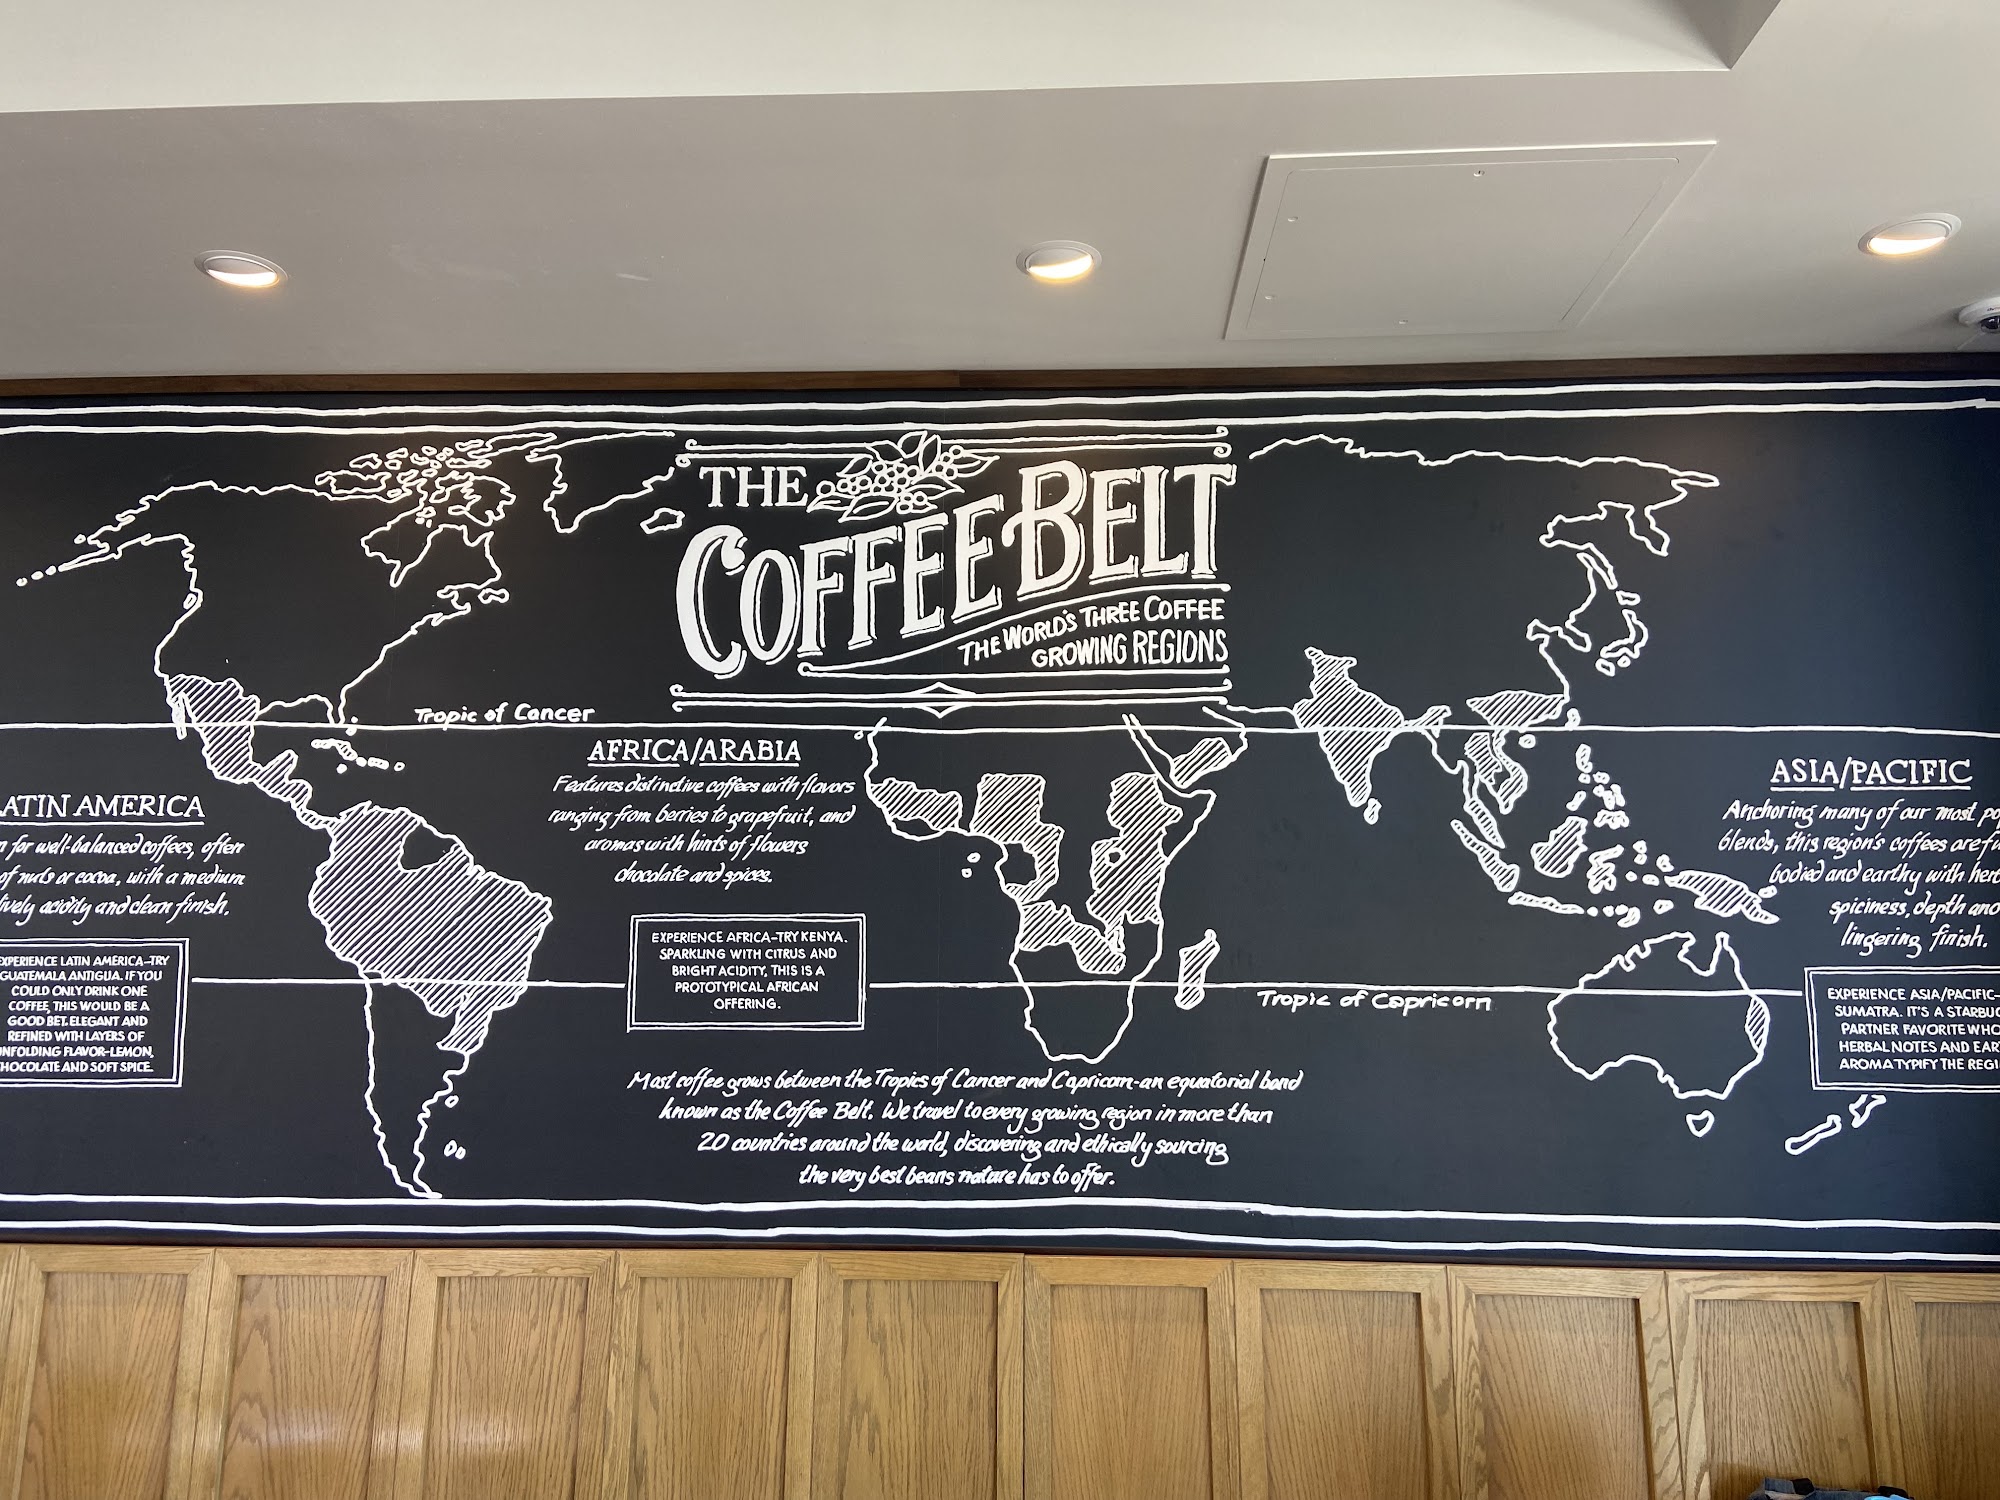 THE
COFFEE BELT
THE WORLD'S THREE COFFEE
GROWING REGIONS
Tropic of Cancer
LATIN AMERICA
for well-balanced coffees, often
of nuts or cocoa, with a medium
lively acidity and clean finish.
EXPERIENCE LATIN AMERICA-TRY
GUATEMALA ANTIGUA. IF YOU
COULD ONLY DRINK ONE
COFFEE, THIS WOULD BE A
GOOD BET. ELEGANT AND
REFINED WITH LAYERS OF
UNFOLDING FLAVOR-LEMON,
CHOCOLATE AND SOFT SPICE.
AFRICA/ARABIA
Features distinctive coffees with flavors
ranging from berries to grapefruit, and
aromas with hints of flowers
chocolate and spices.
EXPERIENCE AFRICA-TRY KENYA.
SPARKLING WITH CITRUS AND
BRIGHT ACIDITY, THIS IS A
PROTOTYPICAL AFRICAN
OFFERING.
Tropic of Capricorn
ASIA/PACIFIC
Anchoring many of our most
blends, this region's coffees are
bodied and earthy with
spiciness, depth and
lingering finish.
EXPERIENCE ASIA/PACIFIC-
SUMATRA. IT'S A STARBUC
PARTNER FAVORITE WHO
HERBAL NOTES AND EAR
AROMA TYPIFY THE REGI
Most coffee grows between the Tropics of Cancer and Capricorn-an equatorial band
known as the Coffee Belt. We travel to every growing region in more than
20 countries around the world, discovering and ethically sourcing
the very best beans nature has to offer.